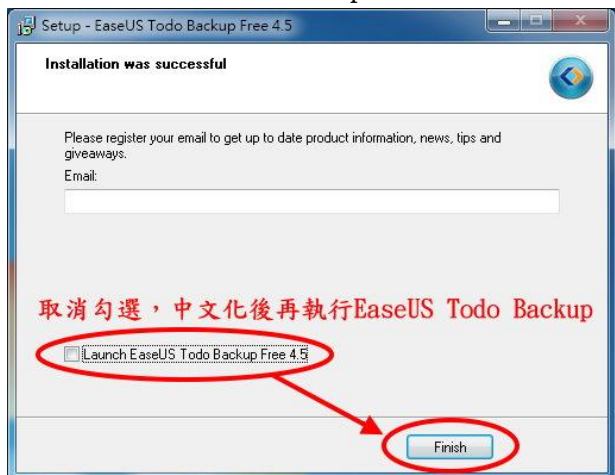 Setup - EaseUS Todo Backup Free 4.5
Installation was successful
Please register your email to get up to date product information, news, tips and
giveaways.
Email:
取消勾選，中文化後再執行EaseUS Todo Backup
Launch EaseUS Todo Backup Free 4.5
Finish